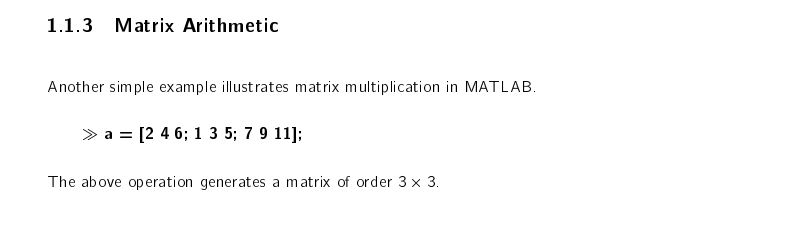 1.1.3 Matrix Arithmetic
Another simple example illustrates matrix multiplication in MATLAB.
≫ a = [2 4 6; 1 3 5; 7 9 11];
The above operation generates a matrix of order 3 × 3.